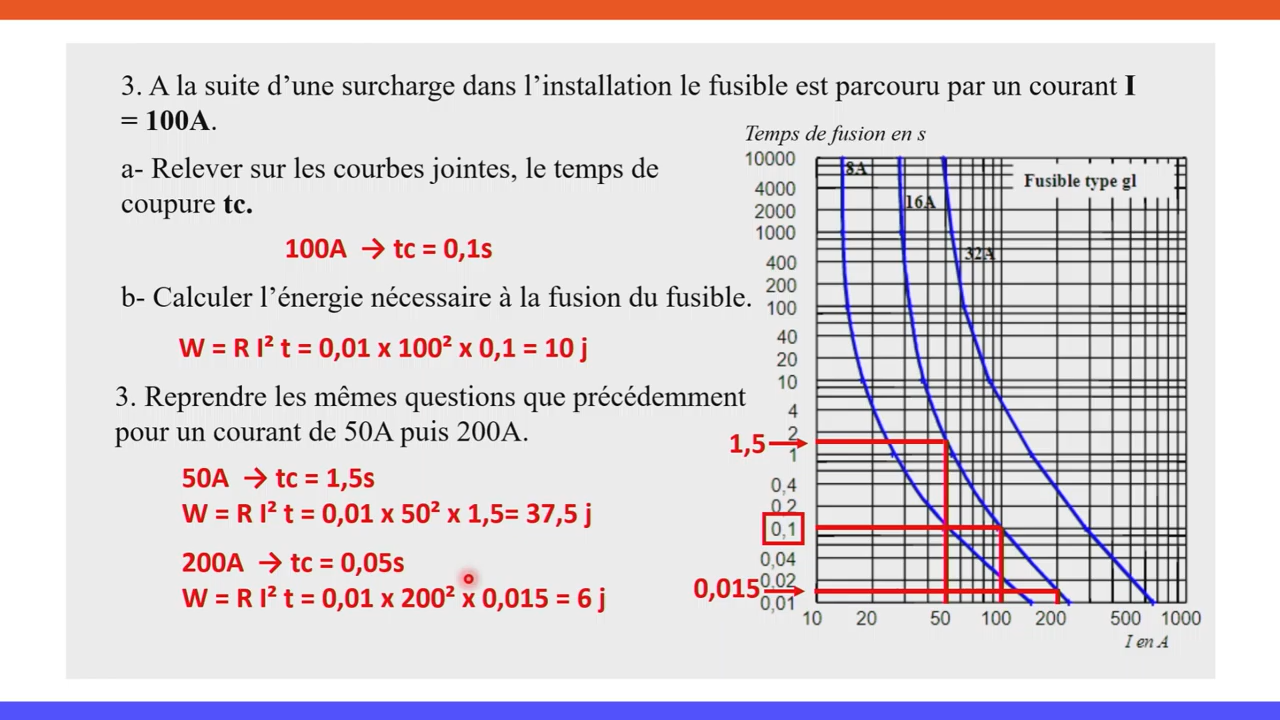 3. A la suite d’une surcharge dans l’installation le fusible est parcouru par un courant I
= 100A.
a- Relever sur les courbes jointes, le temps de
coupure tc.
100A → tc = 0,1s
b- Calculer l’énergie nécessaire à la fusion du fusible.
W = R I² t = 0,01 x 100² x 0,1 = 10 j
3. Reprendre les mêmes questions que précédemment
pour un courant de 50A puis 200A.
50A → tc = 1,5s
W = R I² t = 0,01 x 50² x 1,5= 37,5 j
200A → tc = 0,05s
W = R I² t = 0,01 x 200² x 0,015 = 6 j
Temps de fusion en s
10000
4000
2000
1000
400
200
100
40
20
10
4
2
1
0,4
0,2
0,1
0,04
0,02
0,01
1,5
0,015
8A
16A
32A
Fusible type gl
10 20 50 100 200 500 1000
I en A